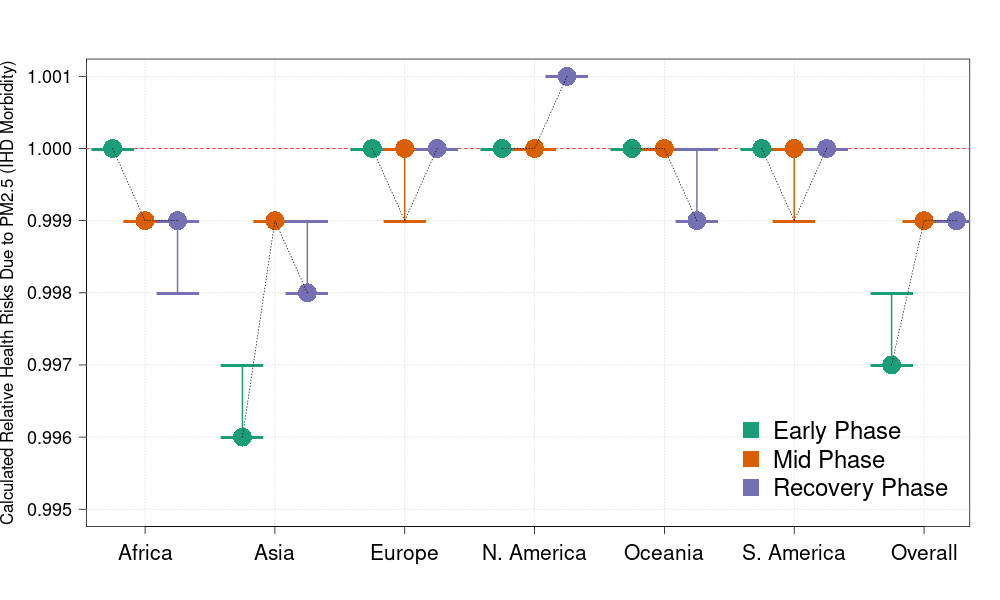 Calculated Relative Health Risks Due to PM2.5 (IHD Morbidity)
1.001
1.000
0.999
0.998
0.997
0.996
0.995
Early Phase
Mid Phase
Recovery Phase
Africa Asia Europe N. America Oceania S. America Overall